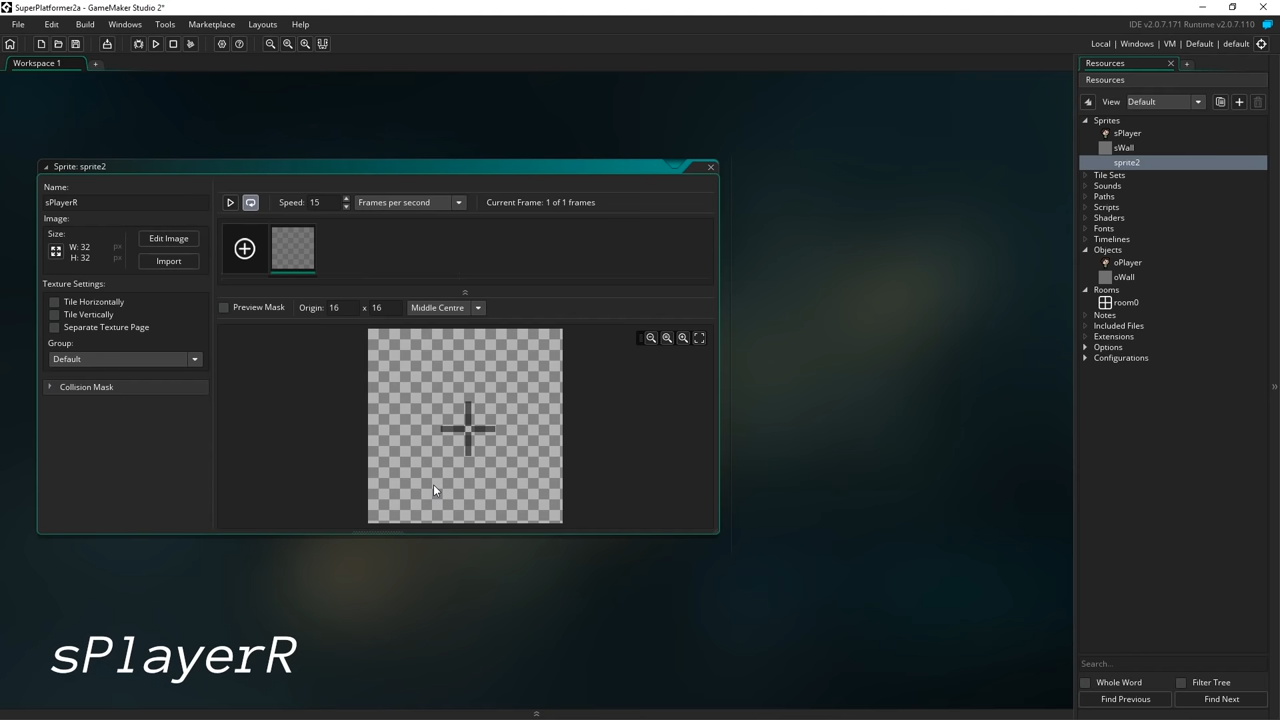 SuperPlatformer2a - GameMaker Studio 2*
File Edit Build Windows Tools Marketplace Layouts Help
IDE v2.0.7.171 Runtime v2.0.7.110
Local | Windows | VM | Default | default
Workspace 1
Resources
Resources
View Default
Sprites
sPlayer
sWall
sprite2
Tile Sets
Sounds
Paths
Scripts
Shaders
Fonts
Timelines
Objects
oPlayer
oWall
Rooms
room0
Notes
Included Files
Extensions
Options
Configurations
Search...
Whole Word Filter Tree
Find Previous Find Next
Sprite: sprite2
Name:
sPlayerR
Image:
Size:
W: 32 px
H: 32 px
Edit Image
Import
Texture Settings:
Tile Horizontally
Tile Vertically
Separate Texture Page
Group:
Default
Collision Mask
Speed: 15 Frames per second Current Frame: 1 of 1 frames
Preview Mask Origin: 16 x 16 Middle Centre
sPlayerR